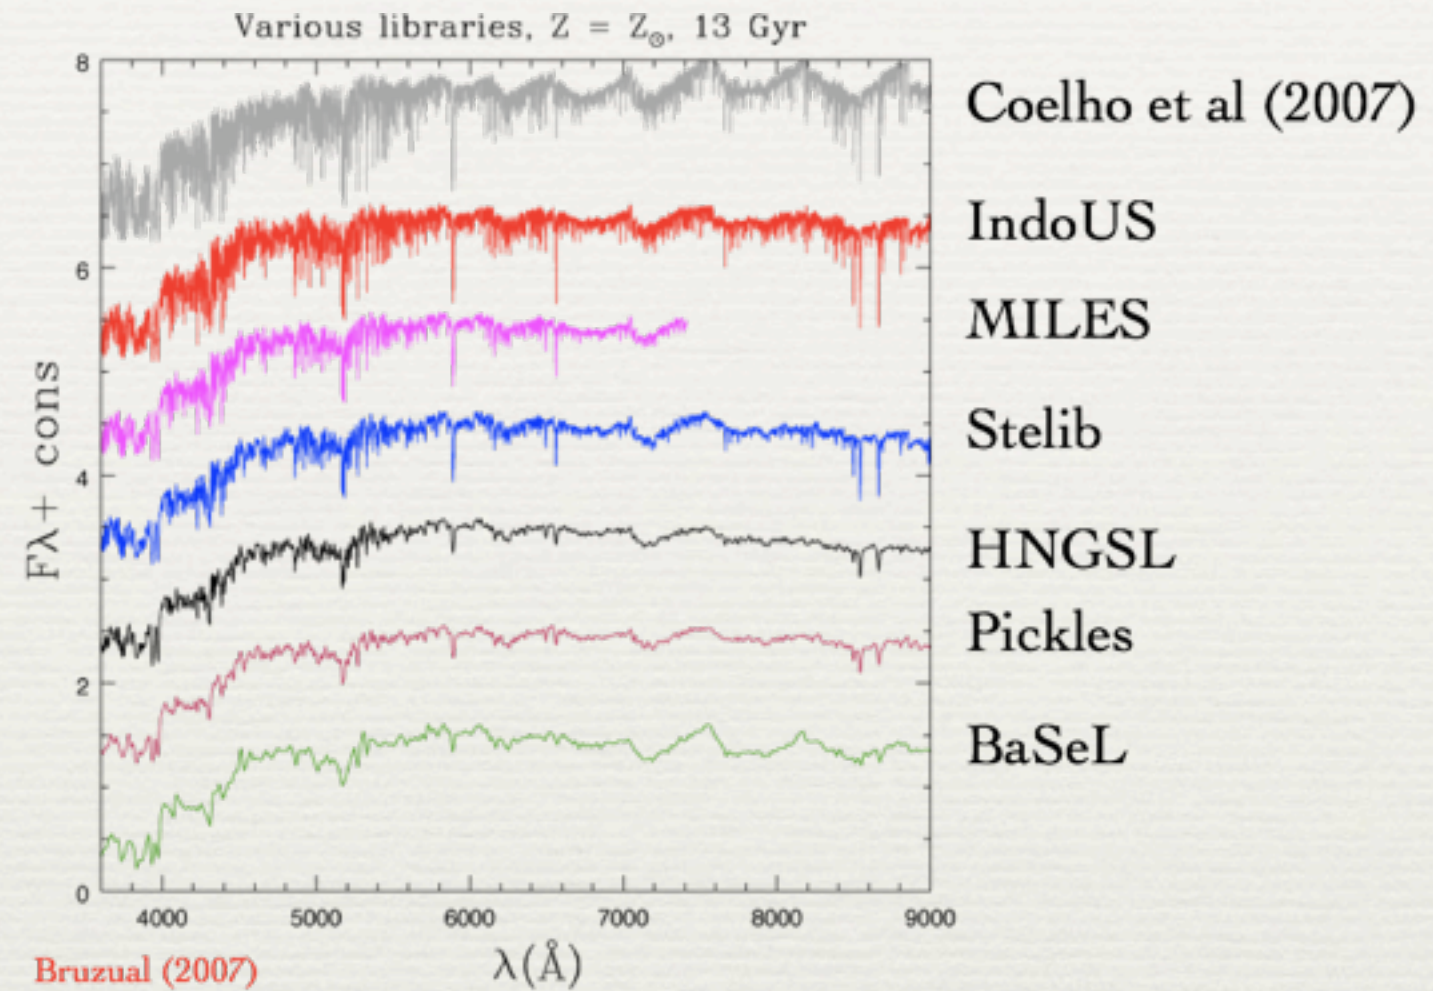 Various libraries, Z = Z⊙, 13 Gyr
8
6
4
2
0
Fλ+ cons
4000 5000 6000 7000 8000 9000
λ(Å)
Coelho et al (2007)
IndoUS
MILES
Stelib
HNGSL
Pickles
BaSeL
Bruzual (2007)